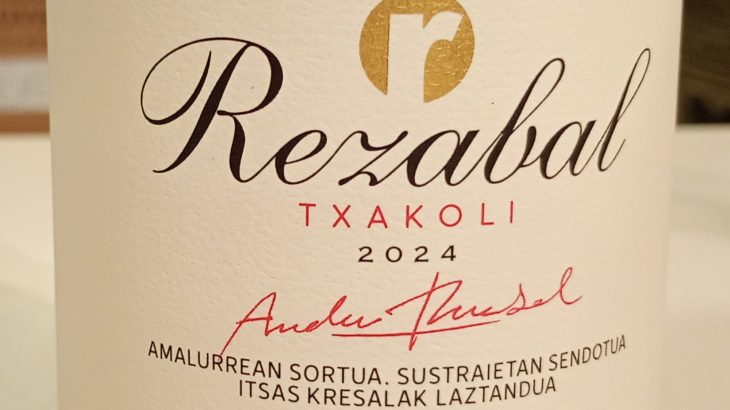 r
Rezabal
TXAKOLI
2024
AMALURREAN SORTUA. SUSTRAIETAN SENDOTUA
ITSAS KRESALAK LAZTANDUA